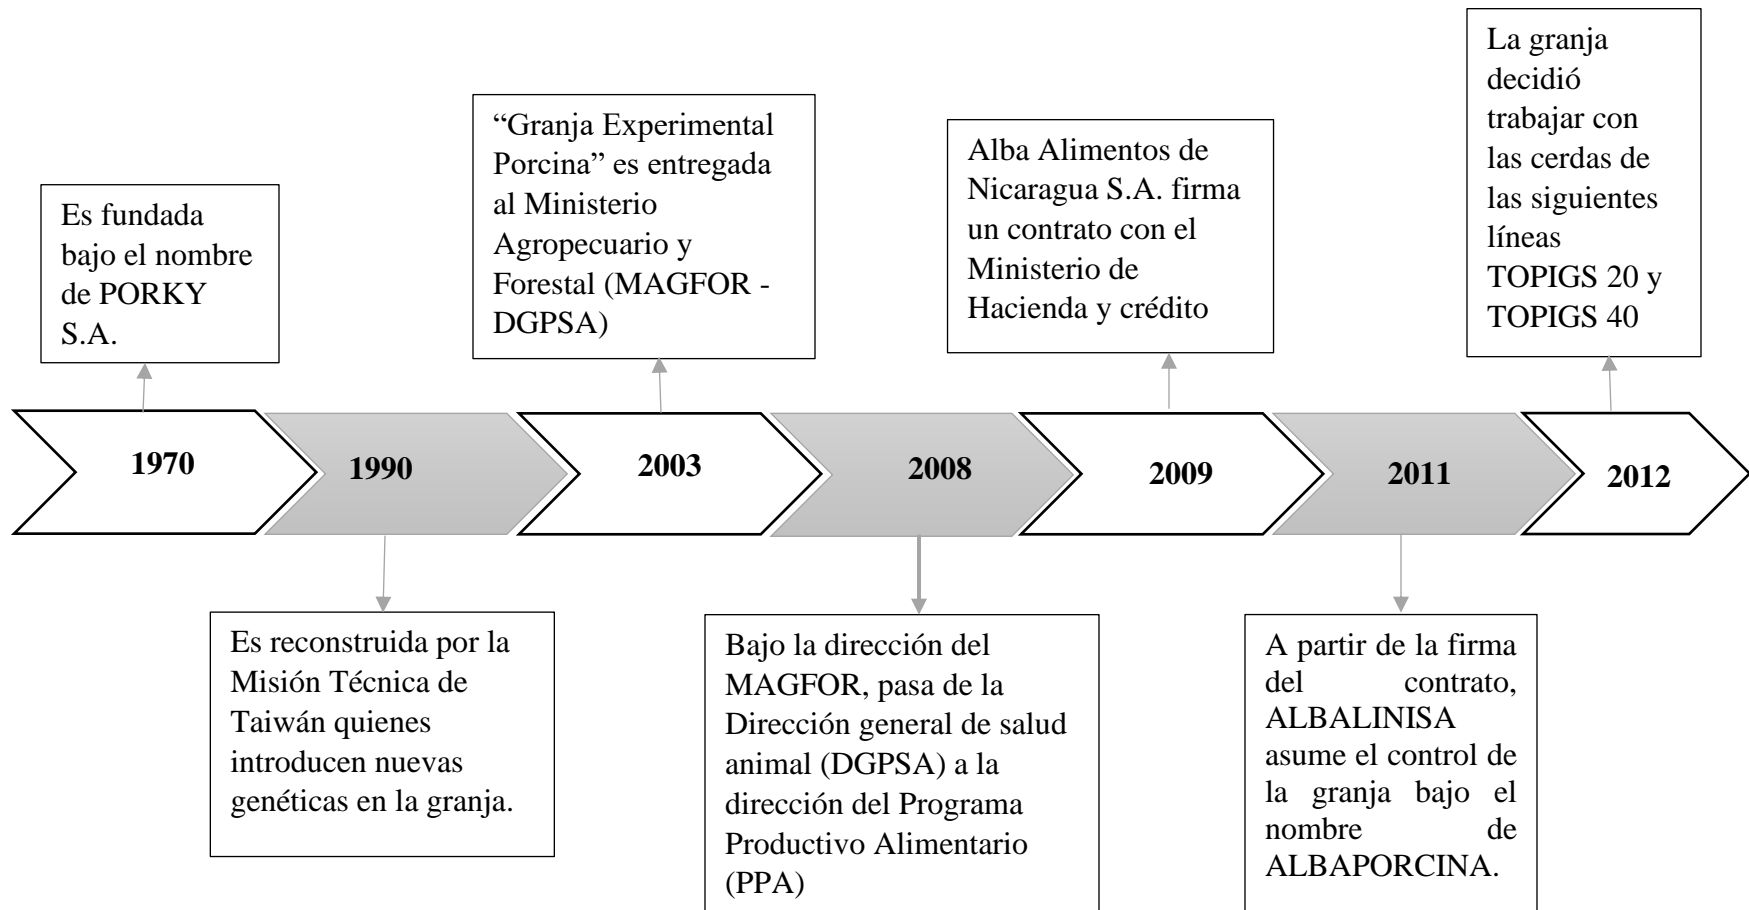 La granja
decidió
trabajar con
las cerdas de
las siguientes
líneas
TOPIGS 20 y
TOPIGS 40
“Granja Experimental
Porcina” es entregada
al Ministerio
Agropecuario y
Forestal (MAGFOR -
DGPSA)
Alba Alimentos de
Nicaragua S.A. firma
un contrato con el
Ministerio de
Hacienda y crédito
Es fundada
bajo el nombre
de PORKY
S.A.
1970
1990
2003
2008
2009
2011
2012
Es reconstruida por la
Misión Técnica de
Taiwán quienes
introducen nuevas
genéticas en la granja.
Bajo la dirección del
MAGFOR, pasa de la
Dirección general de salud
animal (DGPSA) a la
dirección del Programa
Productivo Alimentario
(PPA)
A partir de la firma
del contrato,
ALBALINISA
asume el control de
la granja bajo el
nombre de
ALBAPORCINA.